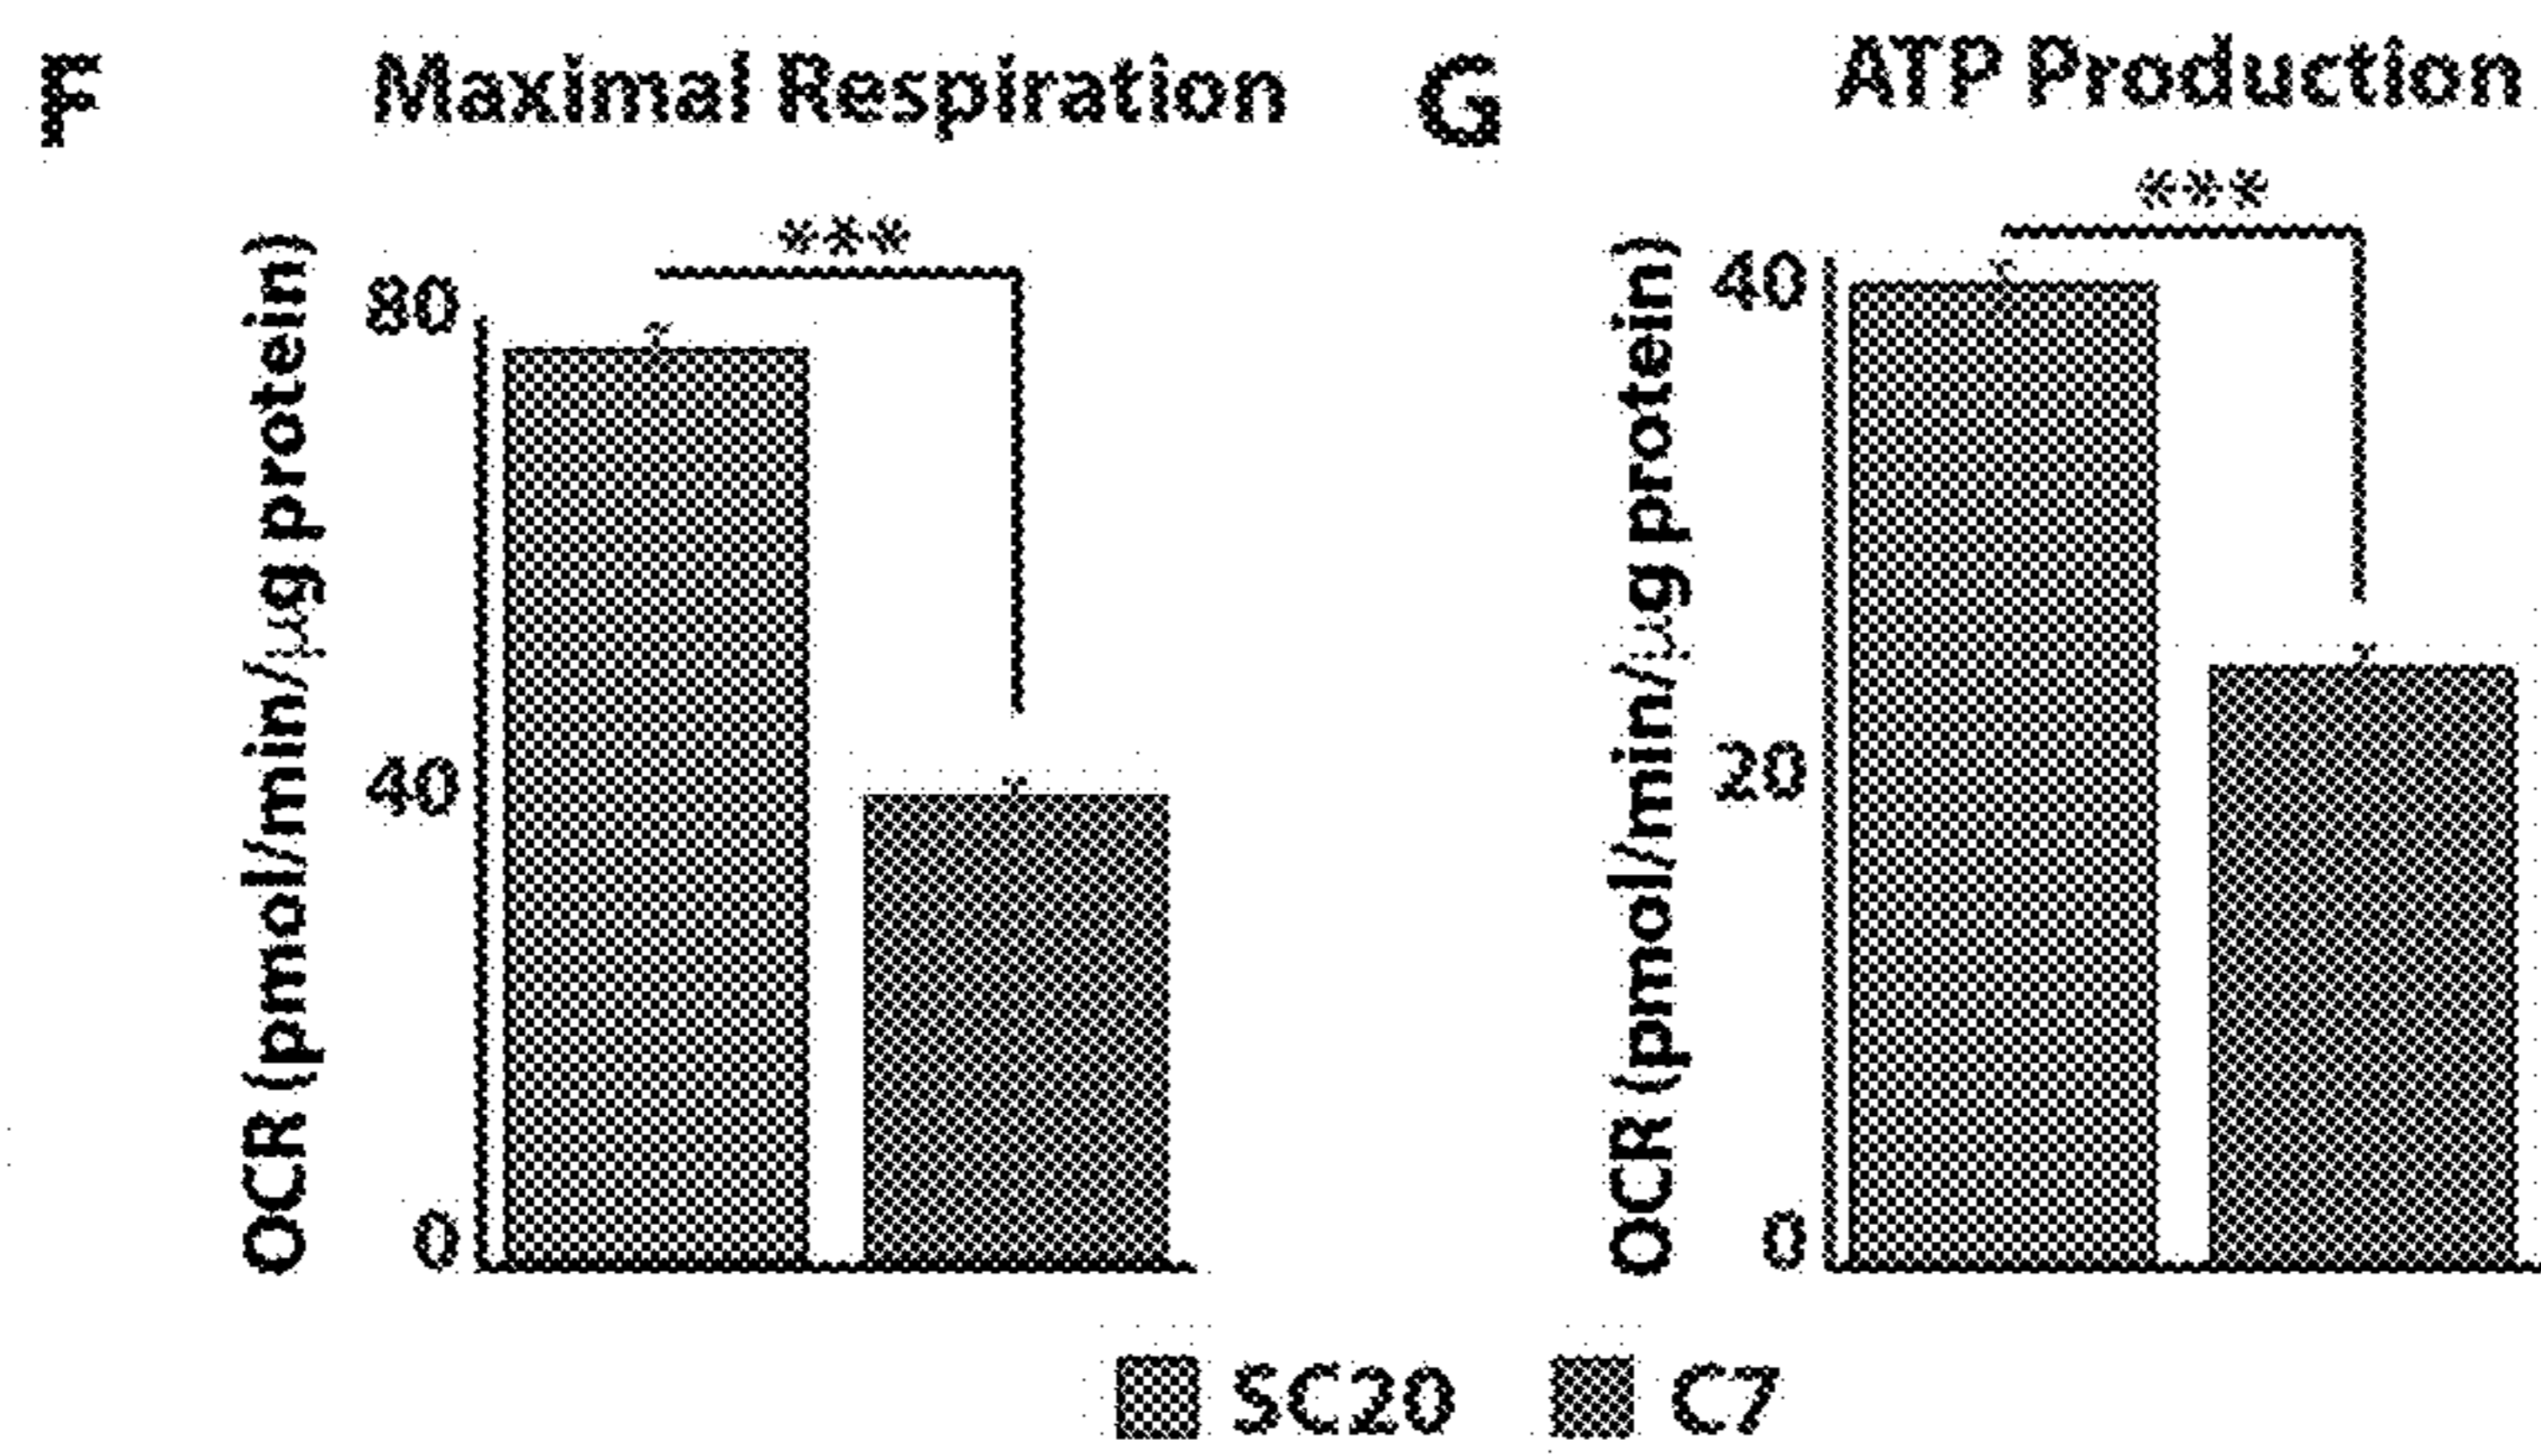 F
Maximal Respiration
***
OCR (pmol/min/µg protein)
80
40
0
G
ATP Production
***
OCR (pmol/min/µg protein)
40
20
0
SC20
C7